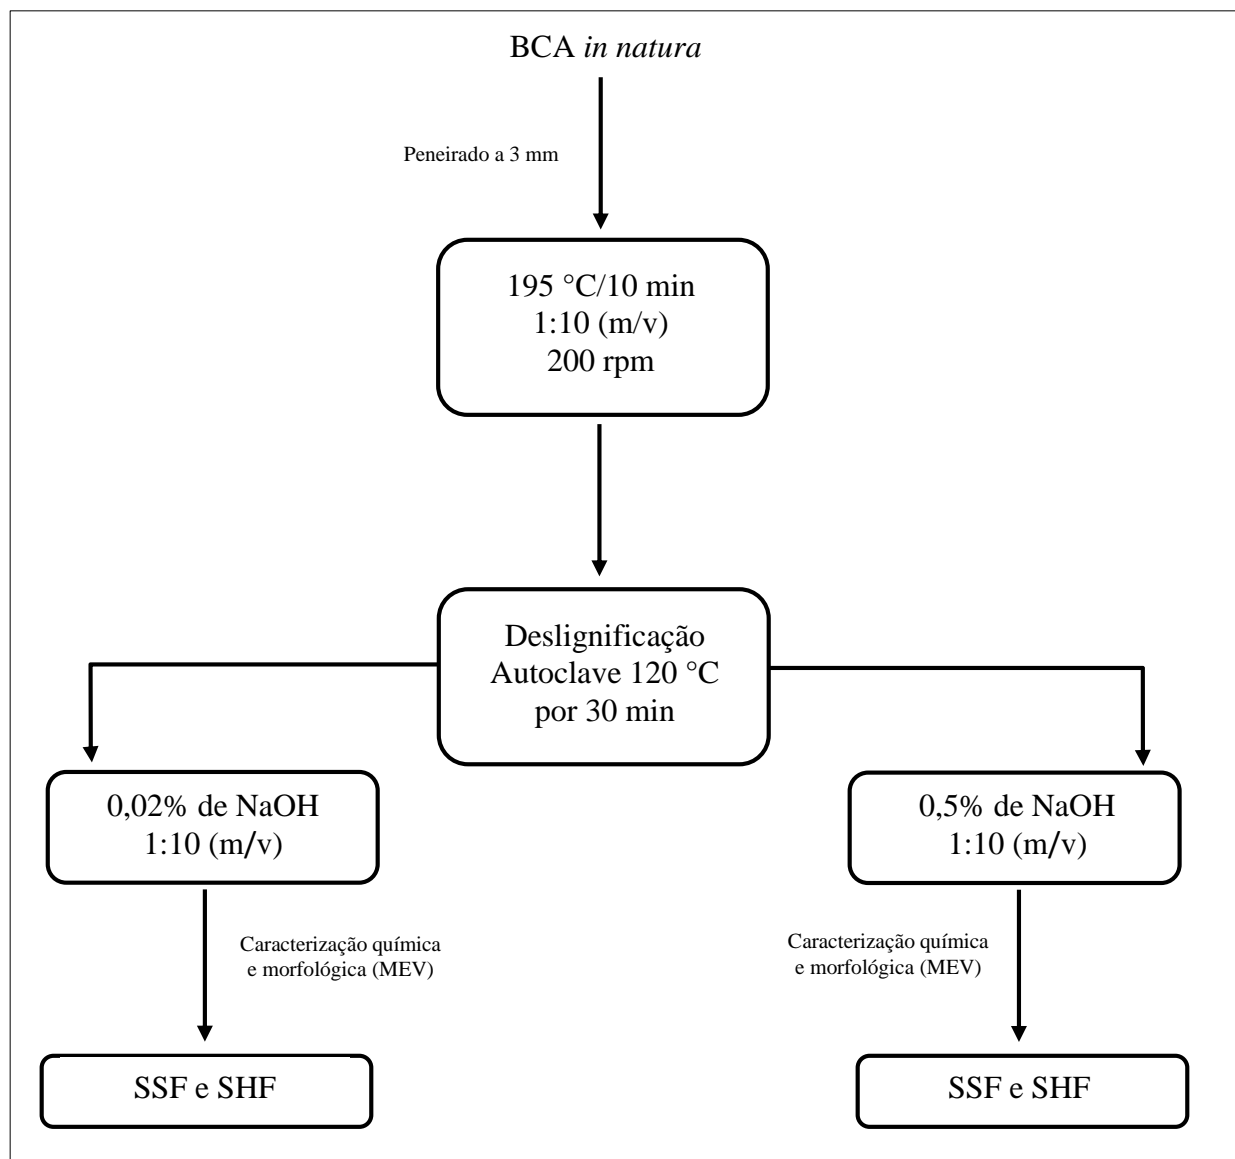 BCA in natura
Peneirado a 3 mm
195 °C/10 min
1:10 (m/v)
200 rpm
Deslignificação
Autoclave 120 °C
por 30 min
0,02% de NaOH
1:10 (m/v)
0,5% de NaOH
1:10 (m/v)
Caracterização química
e morfológica (MEV)
Caracterização química
e morfológica (MEV)
SSF e SHF
SSF e SHF